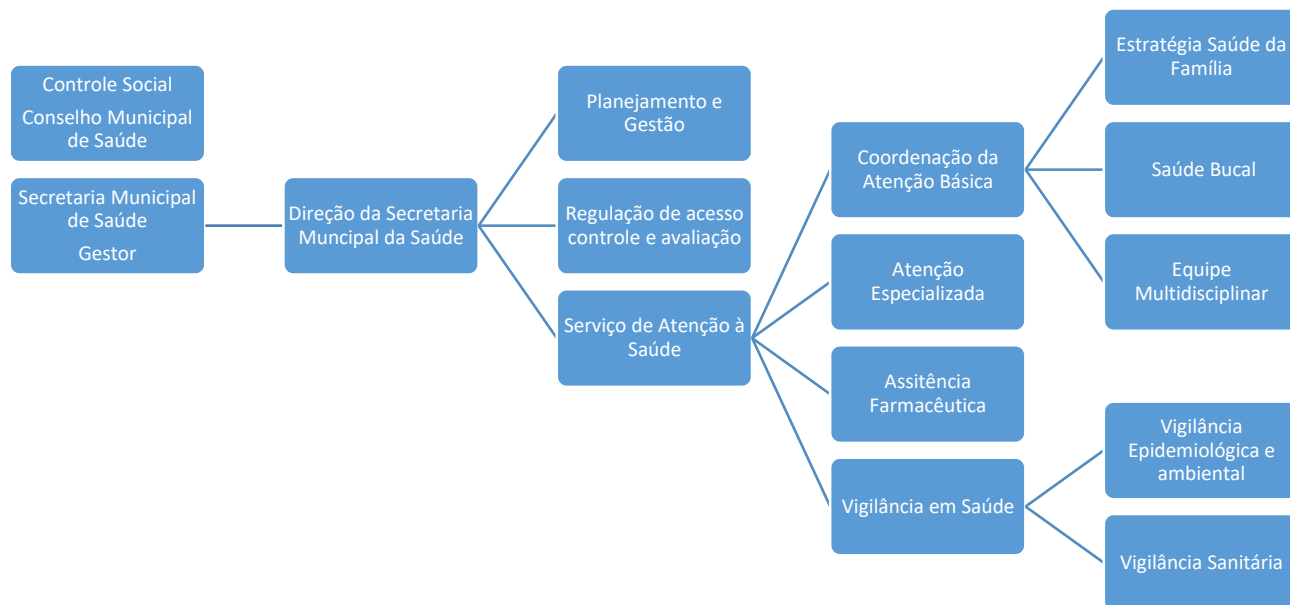 Controle Social
Conselho Municipal
de Saúde
Secretaria Municipal
de Saúde
Gestor
Direção da Secretaria
Muncipal da Saúde
Planejamento e
Gestão
Regulação de acesso
controle e avaliação
Serviço de Atenção à
Saúde
Coordenação da
Atenção Básica
Atenção
Especializada
Assitência
Farmacêutica
Vigilância em Saúde
Estratégia Saúde da
Família
Saúde Bucal
Equipe
Multidisciplinar
Vigilância
Epidemiológica e
ambiental
Vigilância Sanitária